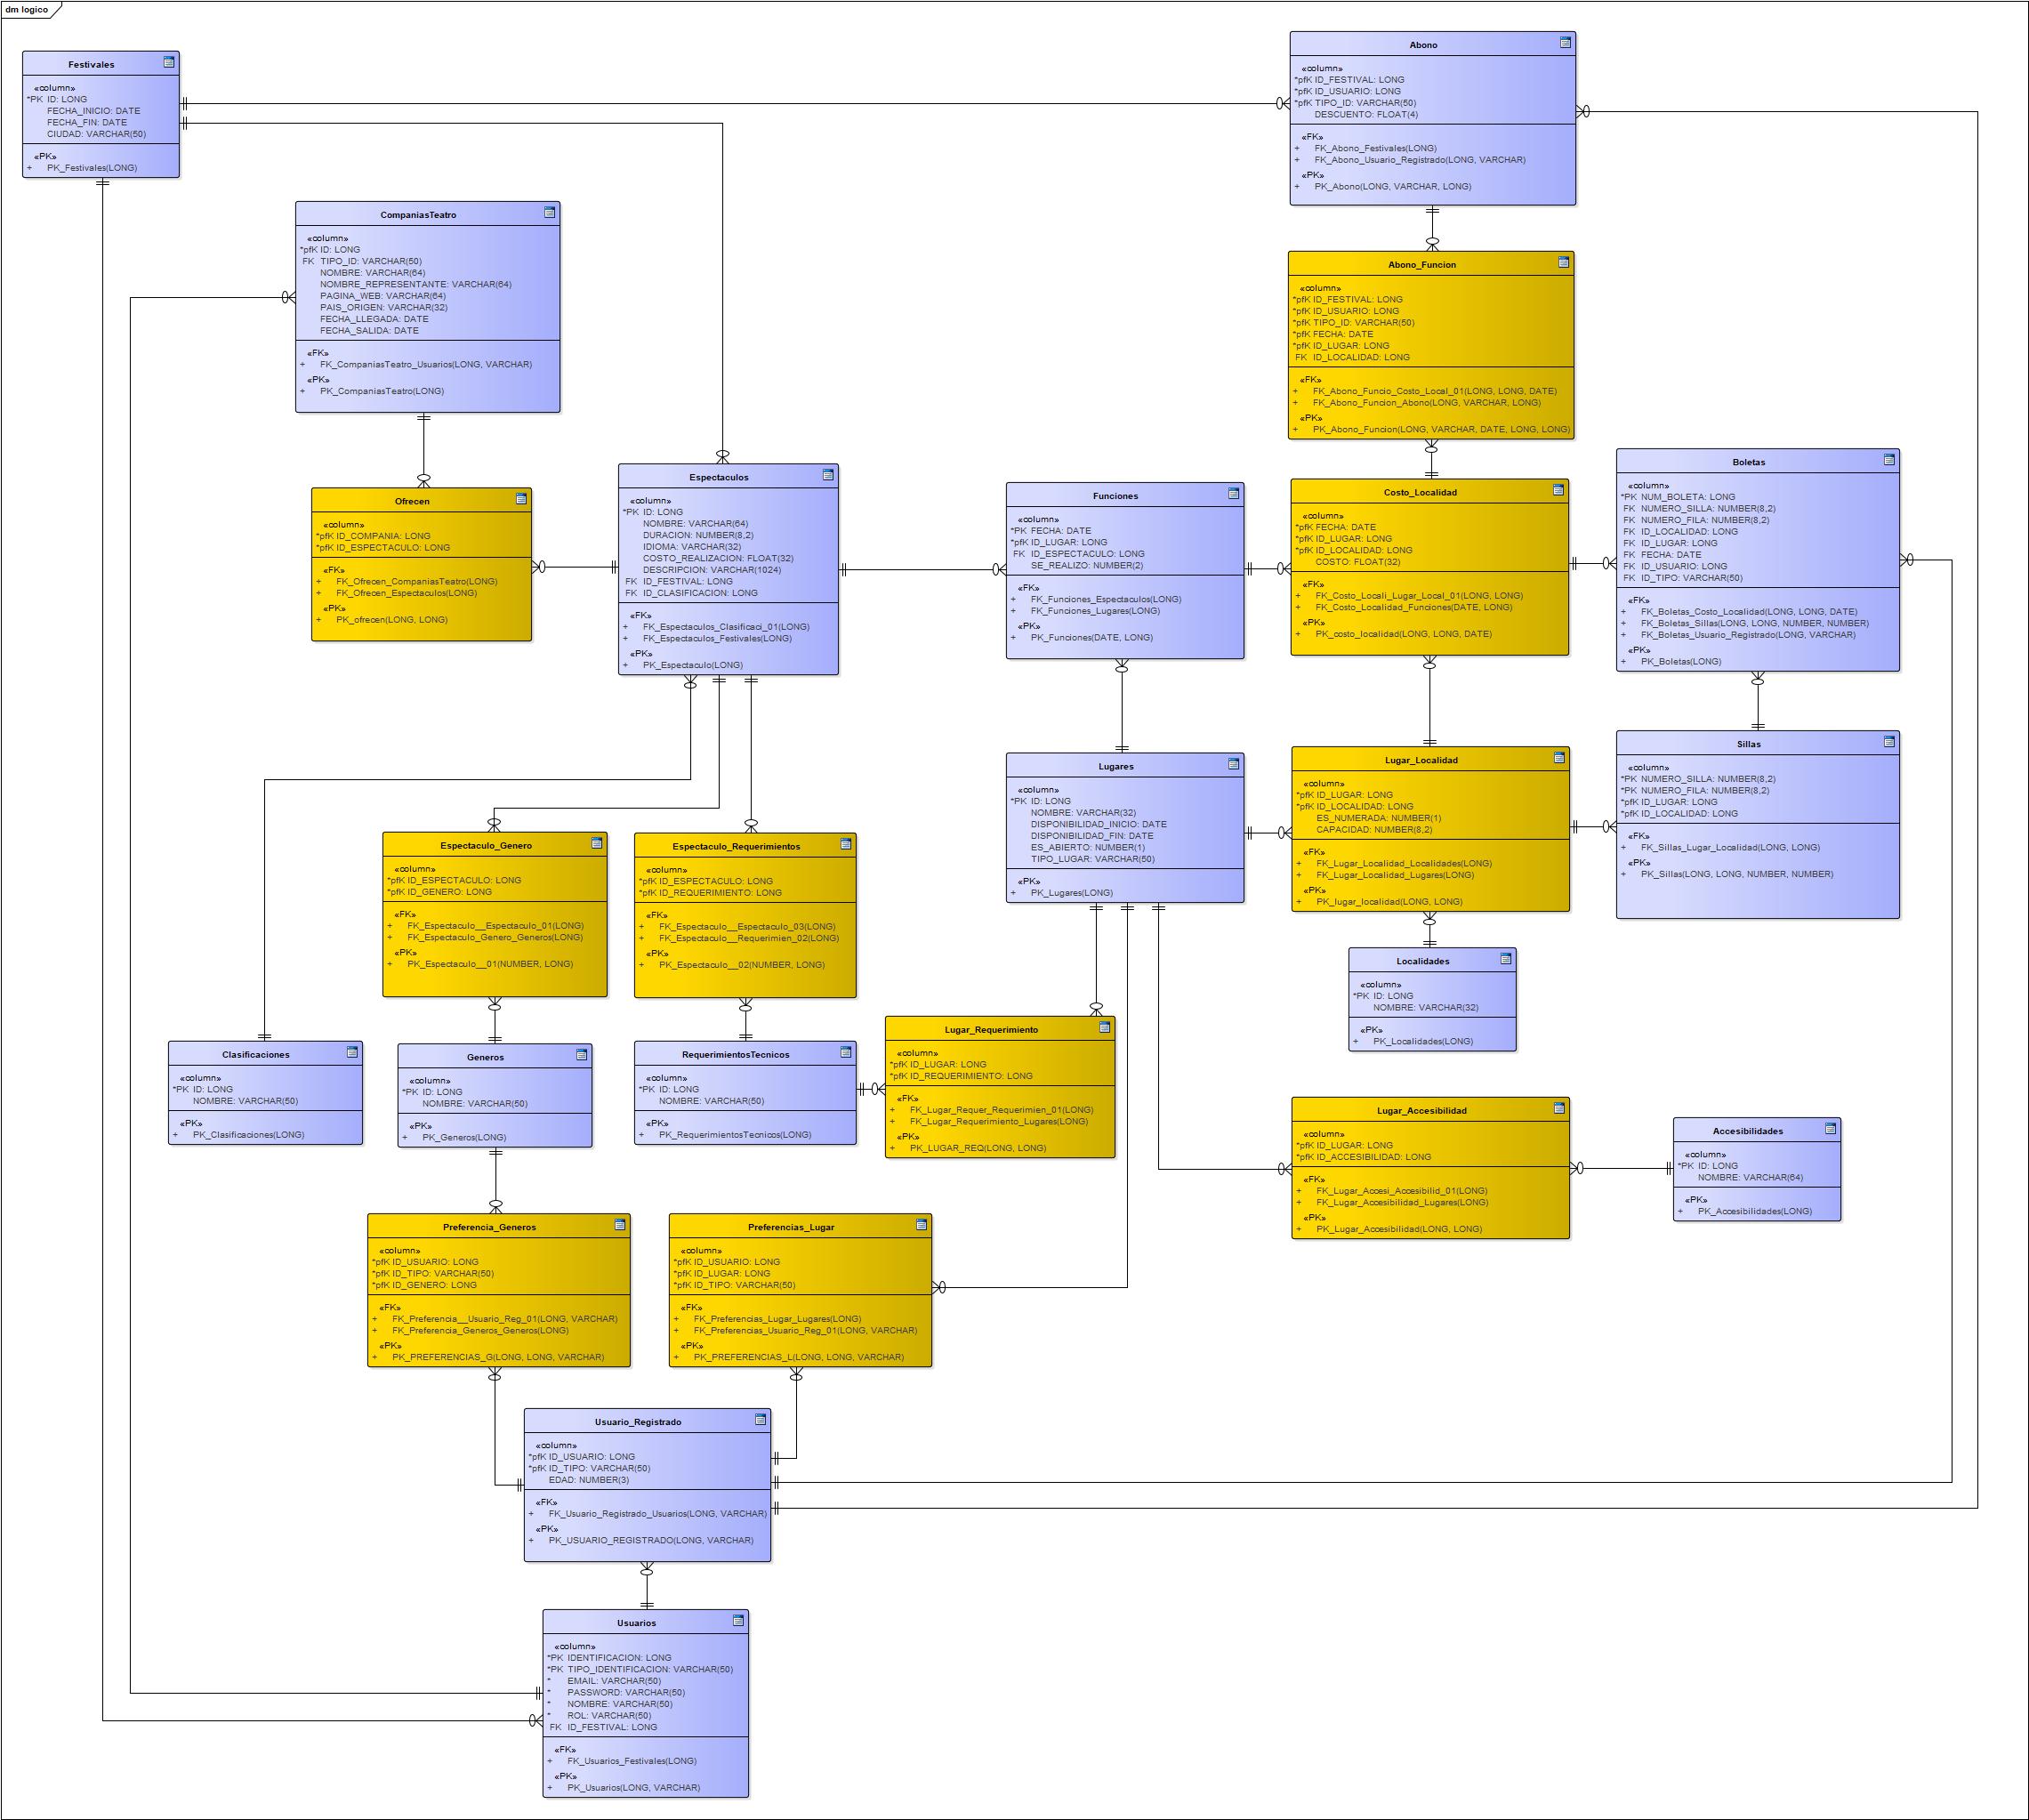 dm logico
Festivales
«column»
*PK ID: LONG
FECHA_INICIO: DATE
FECHA_FIN: DATE
CIUDAD: VARCHAR(50)
«PK»
+ PK_Festivales(LONG)
Abono
«column»
*pfK ID_FESTIVAL: LONG
*pfK ID_USUARIO: LONG
*pfK TIPO_ID: VARCHAR(50)
DESCUENTO: FLOAT(4)
«FK»
+ FK_Abono_Festivales(LONG)
+ FK_Abono_Usuario_Registrado(LONG, VARCHAR)
«PK»
+ PK_Abono(LONG, VARCHAR, LONG)
CompaniasTeatro
«column»
*pfK ID: LONG
FK TIPO_ID: VARCHAR(50)
NOMBRE: VARCHAR(64)
NOMBRE_REPRESENTANTE: VARCHAR(64)
PAGINA_WEB: VARCHAR(64)
PAIS_ORIGEN: VARCHAR(32)
FECHA_LLEGADA: DATE
FECHA_SALIDA: DATE
«FK»
+ FK_CompaniasTeatro_Usuarios(LONG, VARCHAR)
«PK»
+ PK_CompaniasTeatro(LONG)
Abono_Funcion
«column»
*pfK ID_FESTIVAL: LONG
*pfK ID_USUARIO: LONG
*pfK TIPO_ID: VARCHAR(50)
*pfK FECHA: DATE
*pfK ID_LUGAR: LONG
FK ID_LOCALIDAD: LONG
«FK»
+ FK_Abono_Funcio_Costo_Local_01(LONG, LONG, DATE)
+ FK_Abono_Funcion_Abono(LONG, VARCHAR, LONG)
«PK»
+ PK_Abono_Funcion(LONG, VARCHAR, DATE, LONG, LONG)
Ofrecen
«column»
*pfK ID_COMPANIA: LONG
*pfK ID_ESPECTACULO: LONG
«FK»
+ FK_Ofrecen_CompaniasTeatro(LONG)
+ FK_Ofrecen_Espectaculos(LONG)
«PK»
+ PK_ofrecen(LONG, LONG)
Espectaculos
«column»
*PK ID: LONG
NOMBRE: VARCHAR(64)
DURACION: NUMBER(8,2)
IDIOMA: VARCHAR(32)
COSTO_REALIZACION: FLOAT(32)
DESCRIPCION: VARCHAR(1024)
FK ID_FESTIVAL: LONG
FK ID_CLASIFICACION: LONG
«FK»
+ FK_Espectaculos_Clasificaci_01(LONG)
+ FK_Espectaculos_Festivales(LONG)
«PK»
+ PK_Espectaculo(LONG)
Funciones
«column»
*PK FECHA: DATE
*pfK ID_LUGAR: LONG
FK ID_ESPECTACULO: LONG
SE_REALIZO: NUMBER(2)
«FK»
+ FK_Funciones_Espectaculos(LONG)
+ FK_Funciones_Lugares(LONG)
«PK»
+ PK_Funciones(DATE, LONG)
Costo_Localidad
«column»
*pfK FECHA: DATE
*pfK ID_LUGAR: LONG
*pfK ID_LOCALIDAD: LONG
COSTO: FLOAT(32)
«FK»
+ FK_Costo_Locali_Lugar_Local_01(LONG, LONG)
+ FK_Costo_Localidad_Funciones(DATE, LONG)
«PK»
+ PK_costo_localidad(LONG, LONG, DATE)
Boletas
«column»
*PK NUM_BOLETA: LONG
FK NUMERO_SILLA: NUMBER(8,2)
FK NUMERO_FILA: NUMBER(8,2)
FK ID_LOCALIDAD: LONG
FK ID_LUGAR: LONG
FK FECHA: DATE
FK ID_USUARIO: LONG
FK ID_TIPO: VARCHAR(50)
«FK»
+ FK_Boletas_Costo_Localidad(LONG, LONG, DATE)
+ FK_Boletas_Sillas(LONG, LONG, NUMBER, NUMBER)
+ FK_Boletas_Usuario_Registrado(LONG, VARCHAR)
«PK»
+ PK_Boletas(LONG)
Lugares
«column»
*PK ID: LONG
NOMBRE: VARCHAR(32)
DISPONIBILIDAD_INICIO: DATE
DISPONIBILIDAD_FIN: DATE
ES_ABIERTO: NUMBER(1)
TIPO_LUGAR: VARCHAR(50)
«PK»
+ PK_Lugares(LONG)
Lugar_Localidad
«column»
*pfK ID_LUGAR: LONG
*pfK ID_LOCALIDAD: LONG
ES_NUMERADA: NUMBER(1)
CAPACIDAD: NUMBER(8,2)
«FK»
+ FK_Lugar_Localidad_Localidades(LONG)
+ FK_Lugar_Localidad_Lugares(LONG)
«PK»
+ PK_lugar_localidad(LONG, LONG)
Sillas
«column»
*PK NUMERO_SILLA: NUMBER(8,2)
*PK NUMERO_FILA: NUMBER(8,2)
*pfK ID_LUGAR: LONG
*pfK ID_LOCALIDAD: LONG
«FK»
+ FK_Sillas_Lugar_Localidad(LONG, LONG)
«PK»
+ PK_Sillas(LONG, LONG, NUMBER, NUMBER)
Espectaculo_Genero
«column»
*pfK ID_ESPECTACULO: LONG
*pfK ID_GENERO: LONG
«FK»
+ FK_Espectaculo__Espectaculo_01(LONG)
+ FK_Espectaculo_Genero_Generos(LONG)
«PK»
+ PK_Espectaculo__01(NUMBER, LONG)
Espectaculo_Requerimientos
«column»
*pfK ID_ESPECTACULO: LONG
*pfK ID_REQUERIMIENTO: LONG
«FK»
+ FK_Espectaculo__Espectaculo_03(LONG)
+ FK_Espectaculo__Requerimien_02(LONG)
«PK»
+ PK_Espectaculo__02(NUMBER, LONG)
Localidades
«column»
*PK ID: LONG
NOMBRE: VARCHAR(32)
«PK»
+ PK_Localidades(LONG)
Clasificaciones
«column»
*PK ID: LONG
NOMBRE: VARCHAR(50)
«PK»
+ PK_Clasificaciones(LONG)
Generos
«column»
*PK ID: LONG
NOMBRE: VARCHAR(50)
«PK»
+ PK_Generos(LONG)
RequerimientosTecnicos
«column»
*PK ID: LONG
NOMBRE: VARCHAR(50)
«PK»
+ PK_RequerimientosTecnicos(LONG)
Lugar_Requerimiento
«column»
*pfK ID_LUGAR: LONG
*pfK ID_REQUERIMIENTO: LONG
«FK»
+ FK_Lugar_Requer_Requerimien_01(LONG)
+ FK_Lugar_Requerimiento_Lugares(LONG)
«PK»
+ PK_LUGAR_REQ(LONG, LONG)
Lugar_Accesibilidad
«column»
*pfK ID_LUGAR: LONG
*pfK ID_ACCESIBILIDAD: LONG
«FK»
+ FK_Lugar_Accesi_Accesibilid_01(LONG)
+ FK_Lugar_Accesibilidad_Lugares(LONG)
«PK»
+ PK_Lugar_Accesibilidad(LONG, LONG)
Accesibilidades
«column»
*PK ID: LONG
NOMBRE: VARCHAR(64)
«PK»
+ PK_Accesibilidades(LONG)
Preferencia_Generos
«column»
*pfK ID_USUARIO: LONG
*pfK ID_TIPO: VARCHAR(50)
*pfK ID_GENERO: LONG
«FK»
+ FK_Preferencia__Usuario_Reg_01(LONG, VARCHAR)
+ FK_Preferencia_Generos_Generos(LONG)
«PK»
+ PK_PREFERENCIAS_G(LONG, LONG, VARCHAR)
Preferencias_Lugar
«column»
*pfK ID_USUARIO: LONG
*pfK ID_LUGAR: LONG
*pfK ID_TIPO: VARCHAR(50)
«FK»
+ FK_Preferencias_Lugar_Lugares(LONG)
+ FK_Preferencias_Usuario_Reg_01(LONG, VARCHAR)
«PK»
+ PK_PREFERENCIAS_L(LONG, LONG, VARCHAR)
Usuario_Registrado
«column»
*pfK ID_USUARIO: LONG
*pfK ID_TIPO: VARCHAR(50)
EDAD: NUMBER(3)
«FK»
+ FK_Usuario_Registrado_Usuarios(LONG, VARCHAR)
«PK»
+ PK_USUARIO_REGISTRADO(LONG, VARCHAR)
Usuarios
«column»
*PK IDENTIFICACION: LONG
*PK TIPO_IDENTIFICACION: VARCHAR(50)
* EMAIL: VARCHAR(50)
* PASSWORD: VARCHAR(50)
* NOMBRE: VARCHAR(50)
* ROL: VARCHAR(50)
FK ID_FESTIVAL: LONG
«FK»
+ FK_Usuarios_Festivales(LONG)
«PK»
+ PK_Usuarios(LONG, VARCHAR)